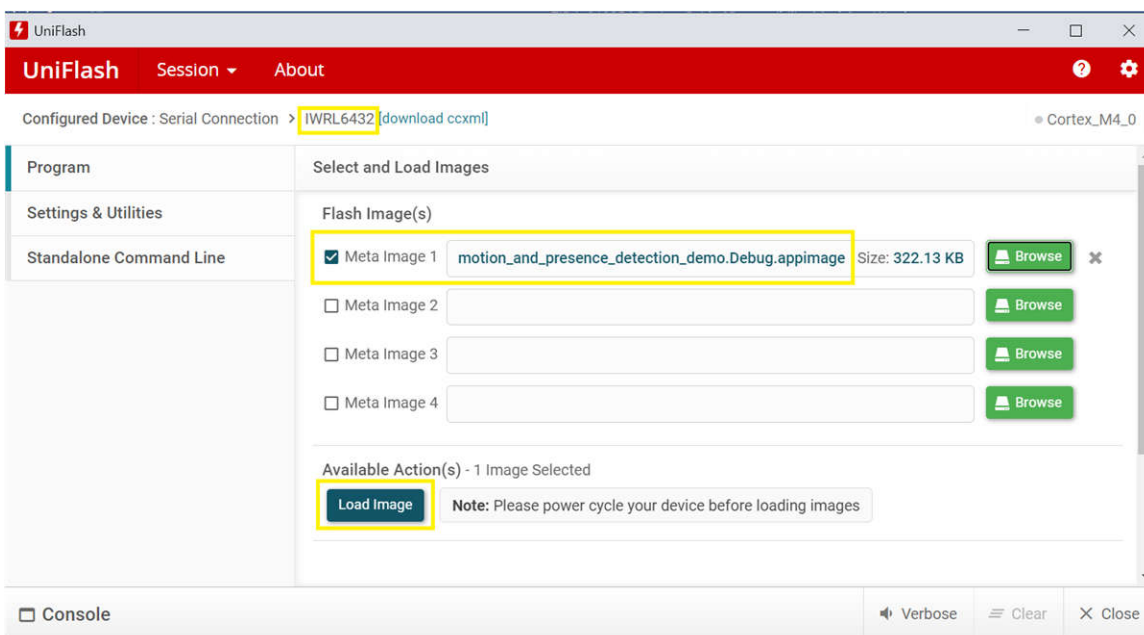 UniFlash
UniFlash Session About
Configured Device : Serial Connection > IWRL6432 [download ccxml] Cortex_M4_0
Program
Settings & Utilities
Standalone Command Line
Select and Load Images
Flash Image(s)
Meta Image 1 motion_and_presence_detection_demo.Debug.appimage Size: 322.13 KB Browse
Meta Image 2 Browse
Meta Image 3 Browse
Meta Image 4 Browse
Available Action(s) - 1 Image Selected
Load Image Note: Please power cycle your device before loading images
Console Verbose Clear Close